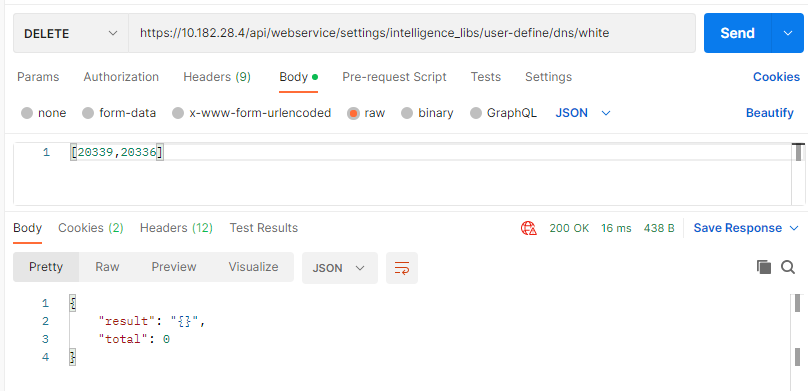 DELETE https://10.182.28.4/api/webservice/settings/intelligence_libs/user-define/dns/white Send
Params Authorization Headers (9) Body Pre-request Script Tests Settings Cookies
none form-data x-www-form-urlencoded raw binary GraphQL JSON Beautify
1 [20339,20336]
Body Cookies (2) Headers (12) Test Results 200 OK 16 ms 438 B Save Response
Pretty Raw Preview Visualize JSON
1 {
2 "result": "{}",
3 "total": 0
4 }